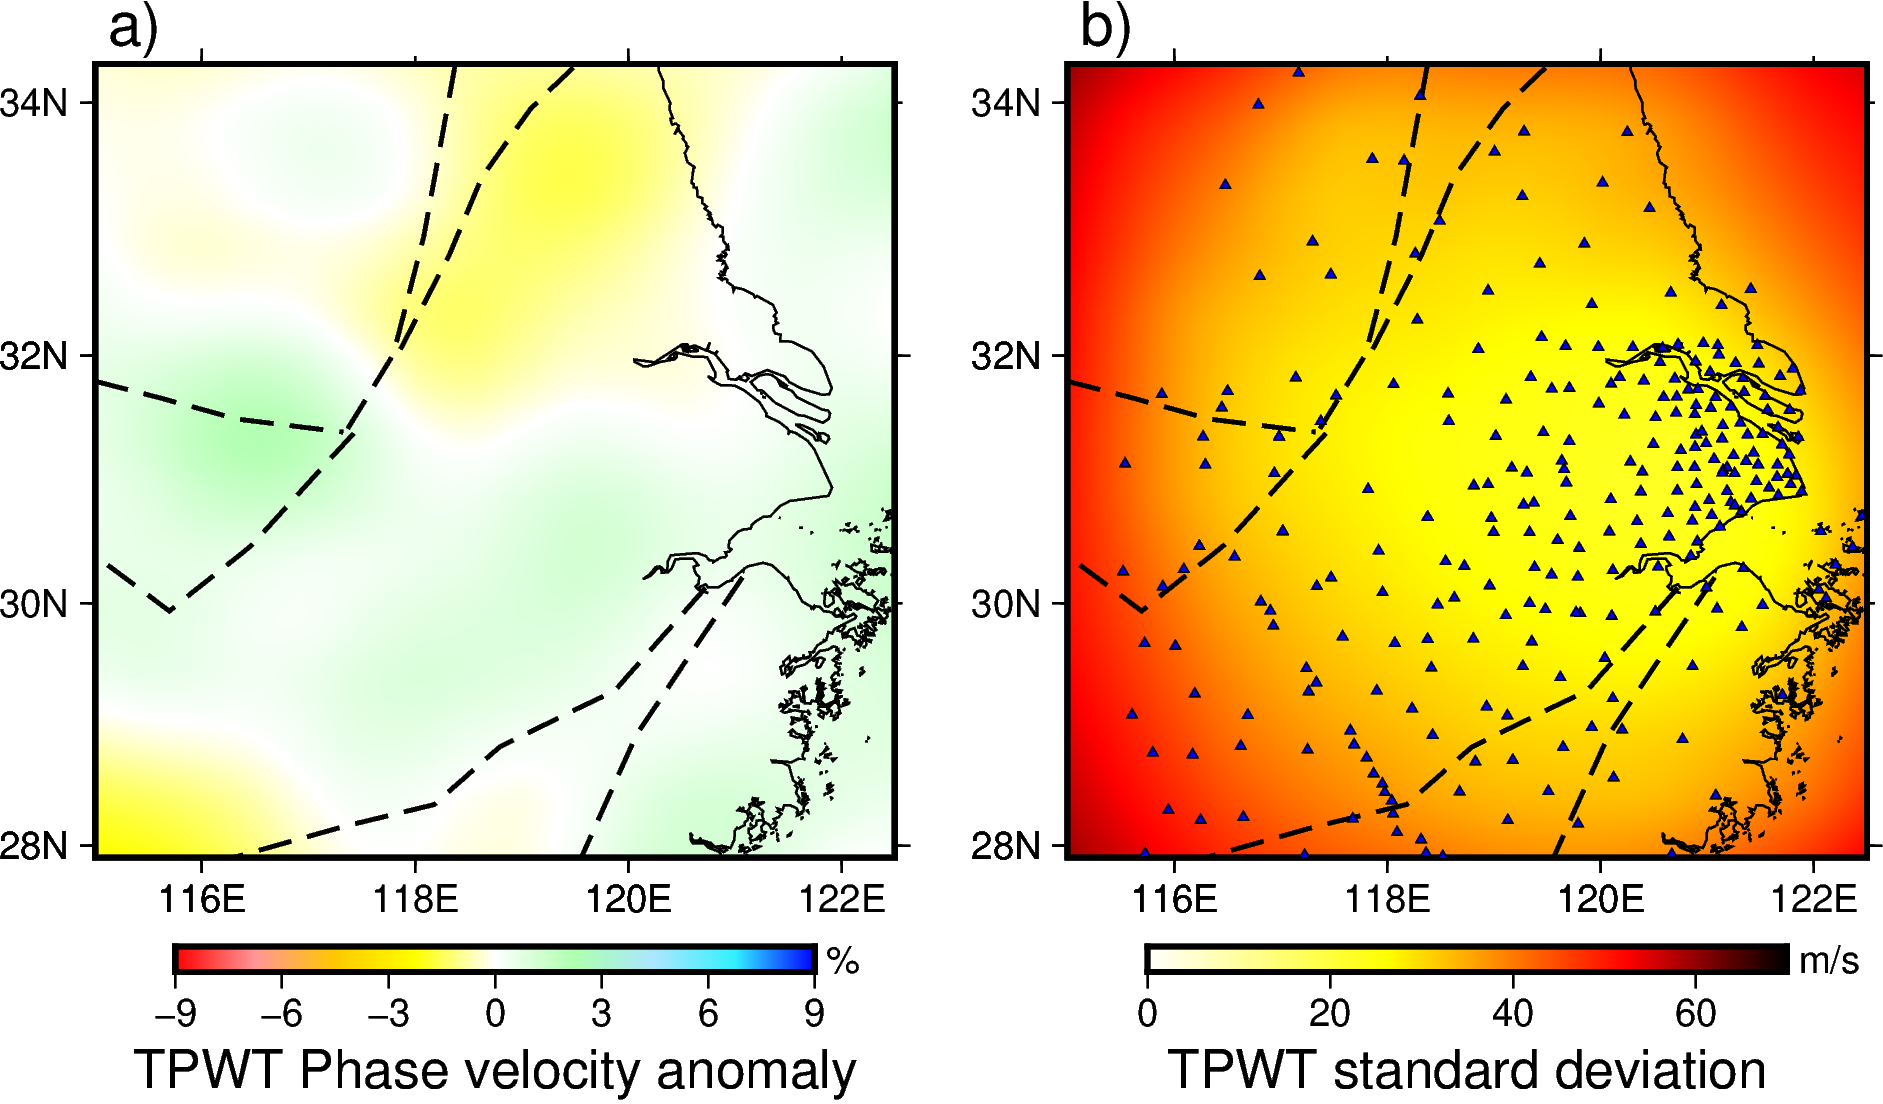 a)
34N
32N
30N
28N
116E 118E 120E 122E
%
−9 −6 −3 0 3 6 9
TPWT Phase velocity anomaly
b)
34N
32N
30N
28N
116E 118E 120E 122E
m/s
0 20 40 60
TPWT standard deviation